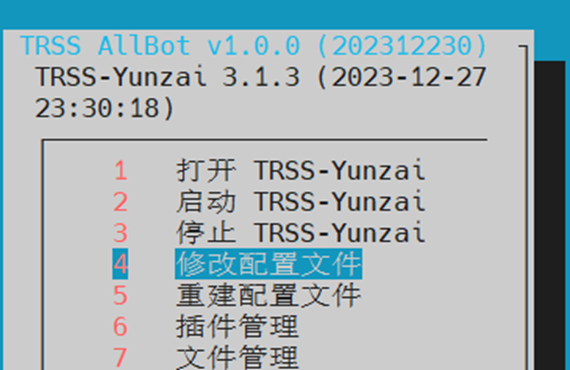 TRSS AllBot v1.0.0 (202312230)
TRSS-Yunzai 3.1.3 (2023-12-27
23:30:18)
1 打开 TRSS-Yunzai
2 启动 TRSS-Yunzai
3 停止 TRSS-Yunzai
4 修改配置文件
5 重建配置文件
6 插件管理
7 文件管理